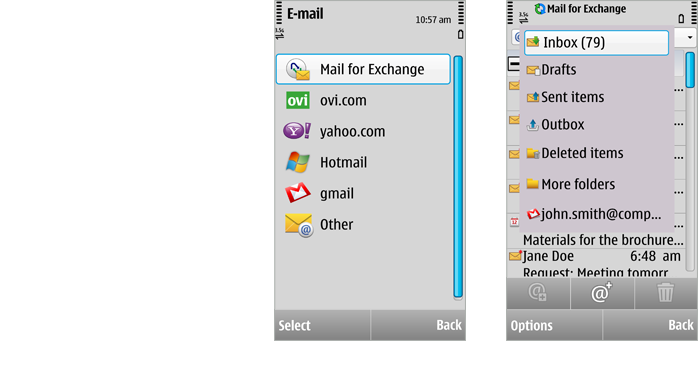 E-mail
10:57 am
3.5G
Mail for Exchange
ovi
ovi.com
Y!
yahoo.com
Hotmail
gmail
Other
Select
Back
3.5G
Mail for Exchange
Inbox (79)
Drafts
Sent items
Outbox
Deleted items
More folders
john.smith@comp...
12
Materials for the brochure...
Jane Doe 6:48 am
Request: Meeting tomorr
Options
Back